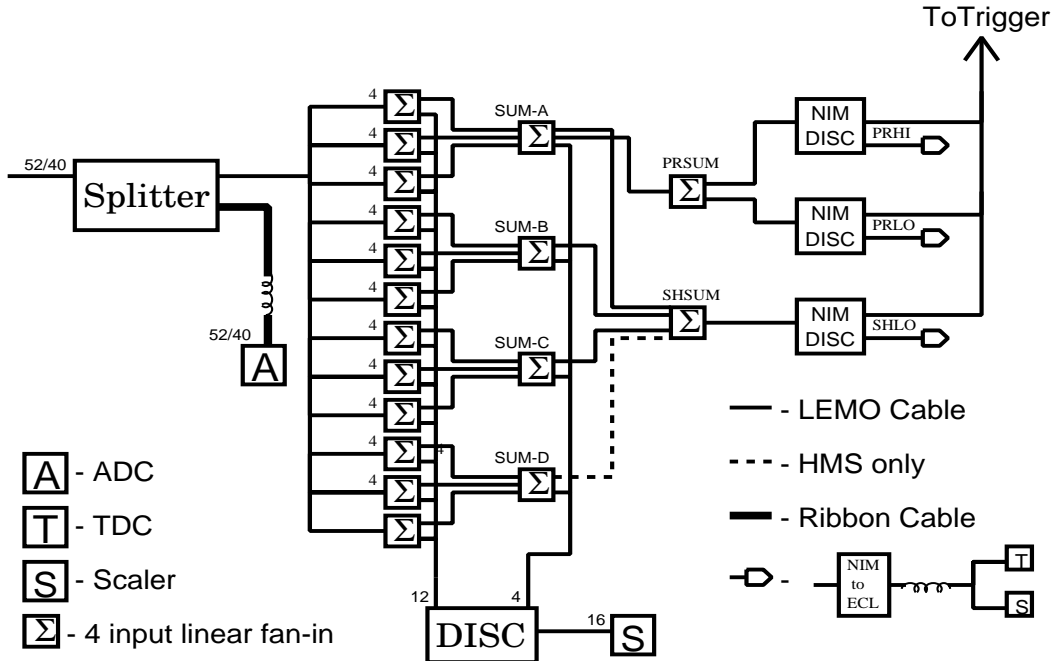 ToTrigger
4
Σ
SUM-A
Σ
NIM
DISC
PRHI
52/40
Splitter
4
Σ
PRSUM
Σ
4
Σ
4
Σ
SUM-B
Σ
NIM
DISC
PRLO
4
Σ
4
Σ
SHSUM
Σ
NIM
DISC
SHLO
52/40
A
4
Σ
SUM-C
Σ
4
Σ
4
Σ
4
Σ
4
SUM-D
Σ
4
Σ
Σ
A - ADC
T - TDC
S - Scaler
Σ - 4 input linear fan-in
12
4
DISC
16
S
- LEMO Cable
- HMS only
- Ribbon Cable
-
NIM
to
ECL
T
S